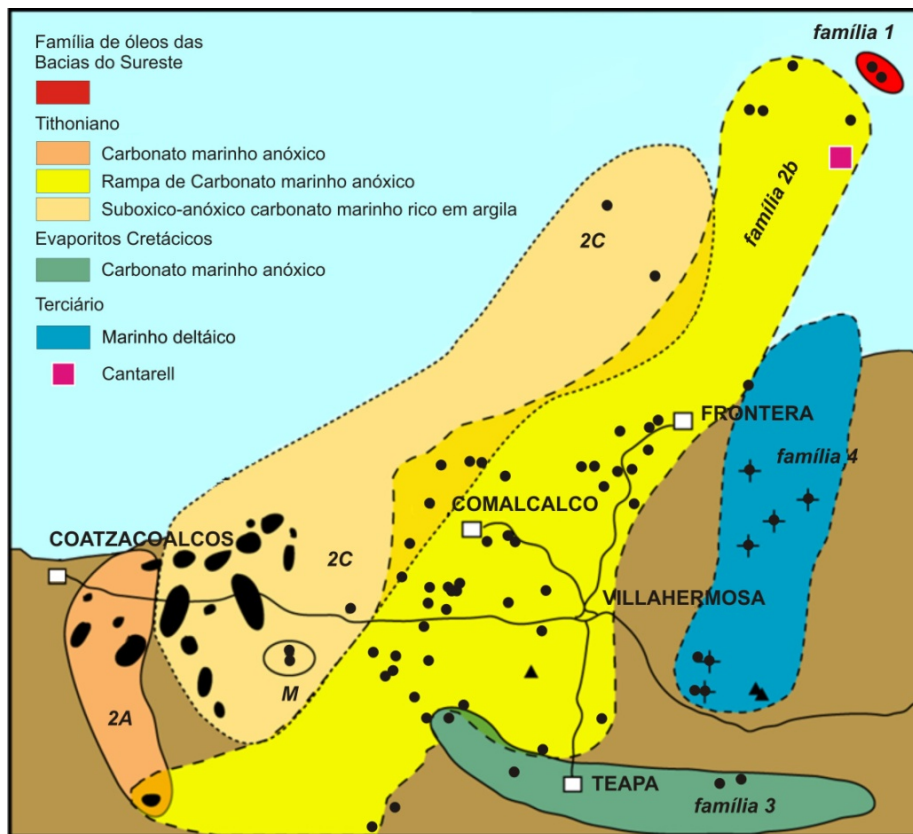 Família de óleos das
Bacias do Sureste
Tithoniano
Carbonato marinho anóxico
Rampa de Carbonato marinho anóxico
Suboxico-anóxico carbonato marinho rico em argila
Evaporitos Cretácicos
Carbonato marinho anóxico
Terciário
Marinho deltáico
Cantarell
família 1
família 2b
2C
FRONTERA
família 4
COMALCALCO
COATZACOALCOS
2C
VILLAHERMOSA
M
2A
TEAPA
família 3